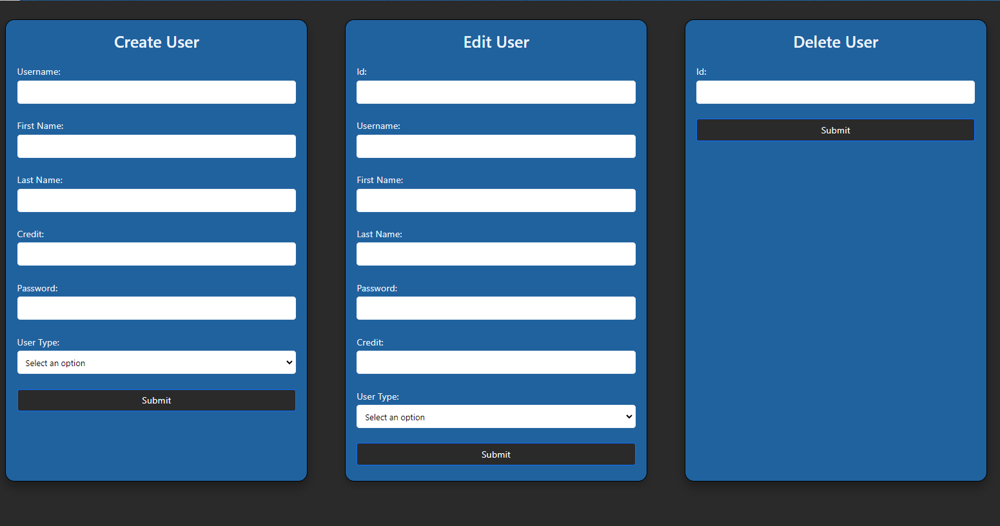 Create User
Username:
First Name:
Last Name:
Credit:
Password:
User Type:
Select an option
Submit
Edit User
Id:
Username:
First Name:
Last Name:
Password:
Credit:
User Type:
Select an option
Submit
Delete User
Id:
Submit